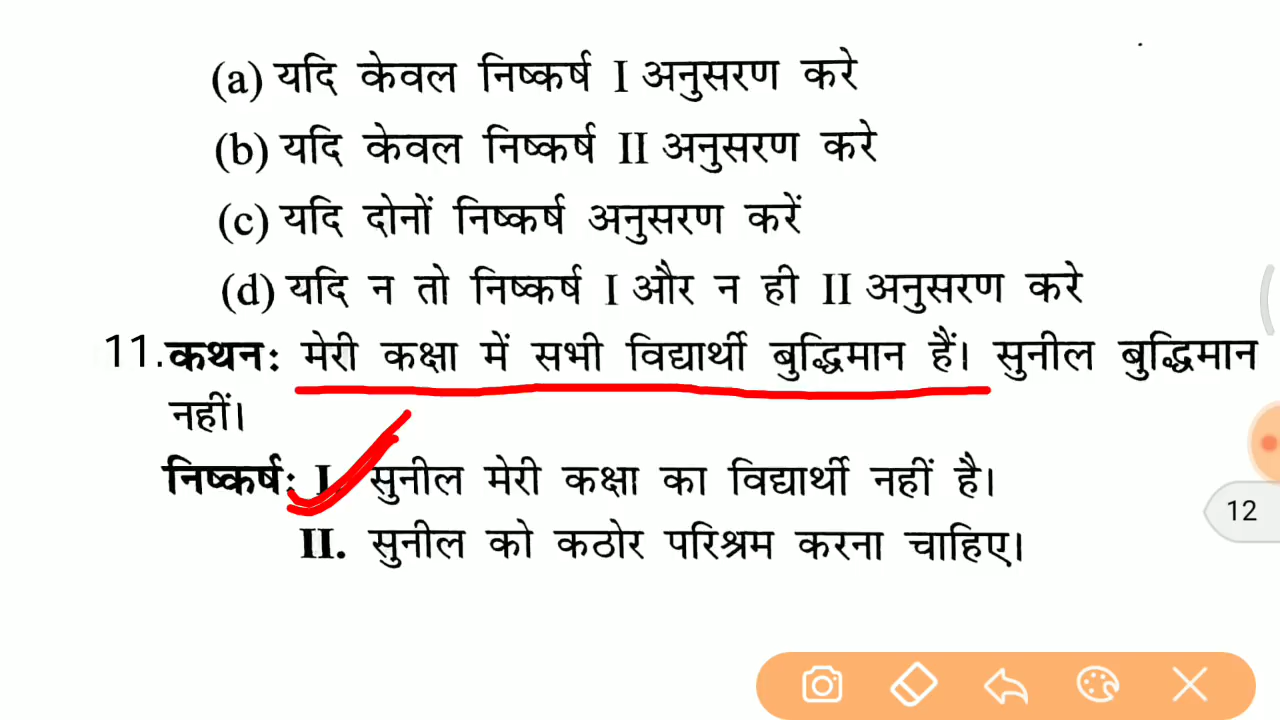 (a) यदि केवल निष्कर्ष I अनुसरण करे
(b) यदि केवल निष्कर्ष II अनुसरण करे
(c) यदि दोनों निष्कर्ष अनुसरण करें
(d) यदि न तो निष्कर्ष I और न ही II अनुसरण करे
11. कथनः मेरी कक्षा में सभी विद्यार्थी बुद्धिमान हैं। सुनील बुद्धिमान
नहीं।
निष्कर्षः I. सुनील मेरी कक्षा का विद्यार्थी नहीं है।
12
II. सुनील को कठोर परिश्रम करना चाहिए।